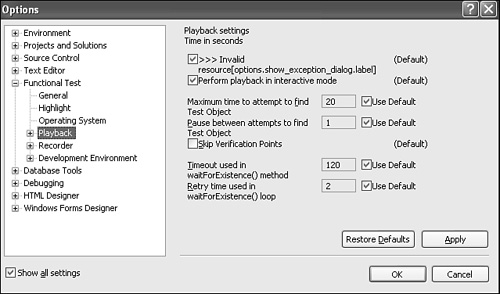 Options
Environment
Projects and Solutions
Source Control
Text Editor
Functional Test
General
Highlight
Operating System
Playback
Recorder
Development Environment
Database Tools
Debugging
HTML Designer
Windows Forms Designer
Show all settings
Playback settings
Time in seconds
>>> Invalid (Default)
resource[options.show_exception_dialog.label]
Perform playback in interactive mode (Default)
Maximum time to attempt to find 20 Use Default
Test Object
Pause between attempts to find 1 Use Default
Test Object
Skip Verification Points (Default)
Timeout used in 120 Use Default
waitForExistence() method
Retry time used in 2 Use Default
waitForExistence() loop
Restore Defaults Apply
OK Cancel